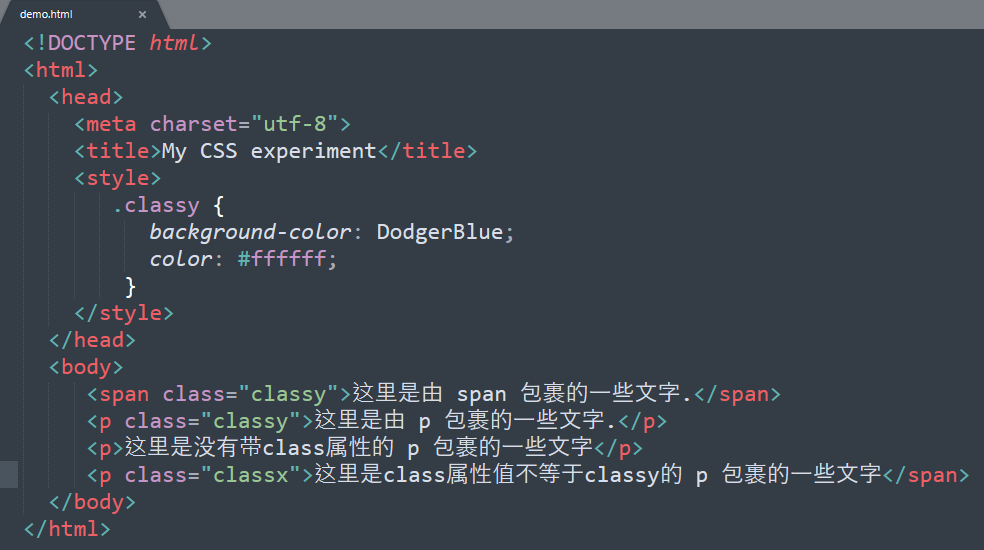 demo.html ×
<!DOCTYPE html>
<html>
<head>
<meta charset="utf-8">
<title>My CSS experiment</title>
<style>
.classy {
background-color: DodgerBlue;
color: #ffffff;
}
</style>
</head>
<body>
<span class="classy">这里是由 span 包裹的一些文字.</span>
<p class="classy">这里是由 p 包裹的一些文字.</p>
<p>这里是没有带class属性的 p 包裹的一些文字</p>
<p class="classx">这里是class属性值不等于classy的 p 包裹的一些文字</span>
</body>
</html>